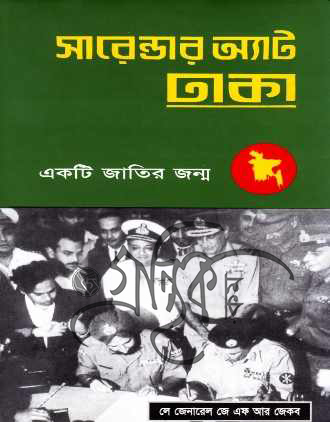 সারেন্ডার অ্যাট
ঢাকা
একটি জাতির জন্ম
লে জেনারেল জে এফ আর জেকব